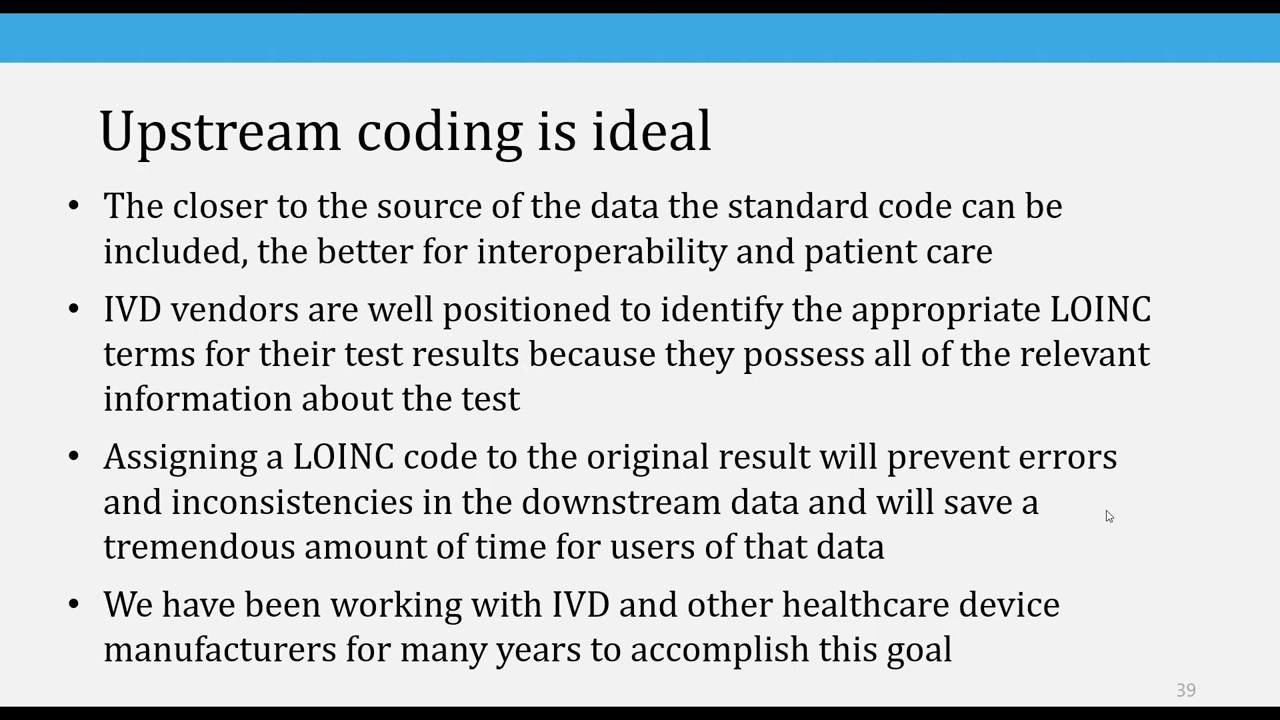 Upstream coding is ideal
• The closer to the source of the data the standard code can be
included, the better for interoperability and patient care
• IVD vendors are well positioned to identify the appropriate LOINC
terms for their test results because they possess all of the relevant
information about the test
• Assigning a LOINC code to the original result will prevent errors
and inconsistencies in the downstream data and will save a
tremendous amount of time for users of that data
• We have been working with IVD and other healthcare device
manufacturers for many years to accomplish this goal
39